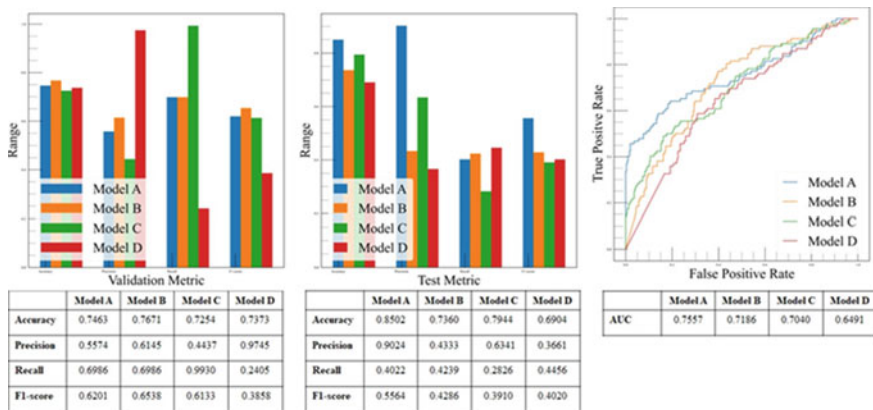 Range
Model A
Model B
Model C
Model D
Validation Metric
Range
Model A
Model B
Model C
Model D
Test Metric
True Positve Rate
Model A
Model B
Model C
Model D
False Positive Rate
Model A Model B Model C Model D
Accuracy 0.7463 0.7671 0.7254 0.7373
Precision 0.5574 0.6145 0.4437 0.9745
Recall 0.6986 0.6986 0.9930 0.2405
F1-score 0.6201 0.6538 0.6133 0.3858
Model A Model B Model C Model D
Accuracy 0.8502 0.7360 0.7944 0.6904
Precision 0.9024 0.4333 0.6341 0.3661
Recall 0.4022 0.4239 0.2826 0.4456
F1-score 0.5564 0.4286 0.3910 0.4020
Model A Model B Model C Model D
AUC 0.7557 0.7186 0.7040 0.6491